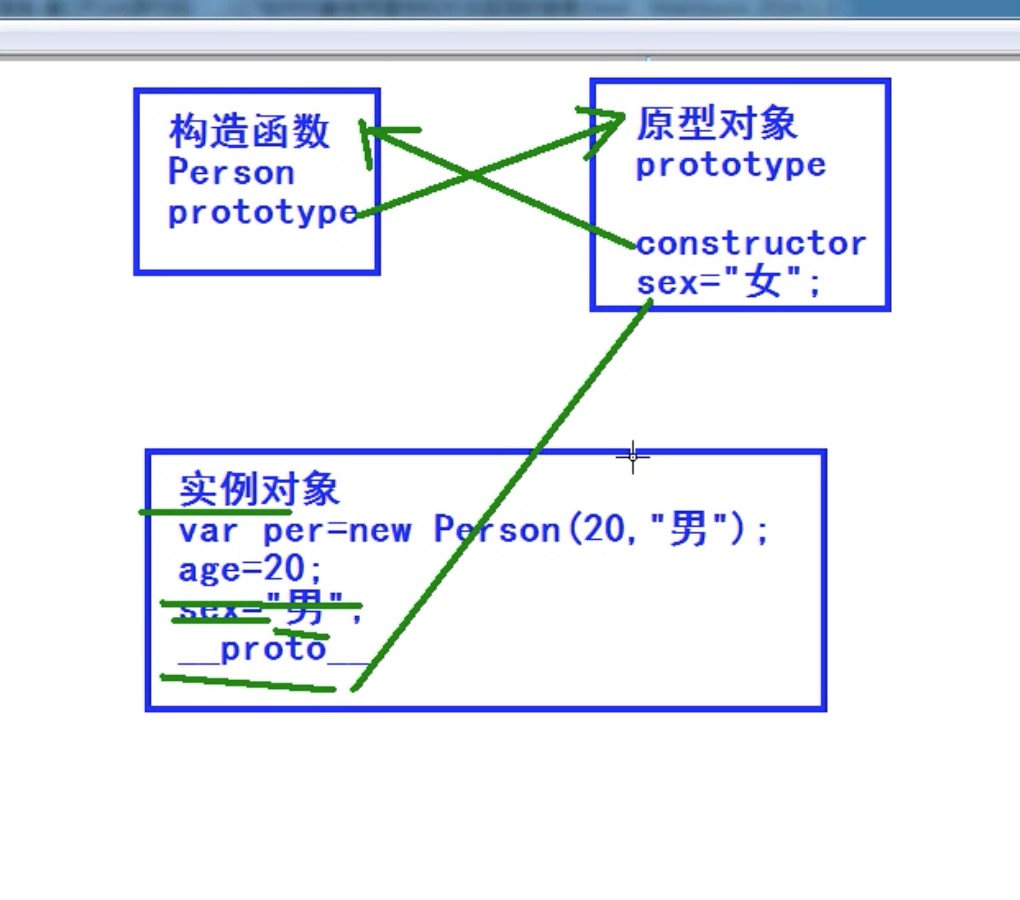 构造函数
Person
prototype
原型对象
prototype
constructor
sex="女";
实例对象
var per=new Person(20,"男");
age=20;
sex="男";
__proto__